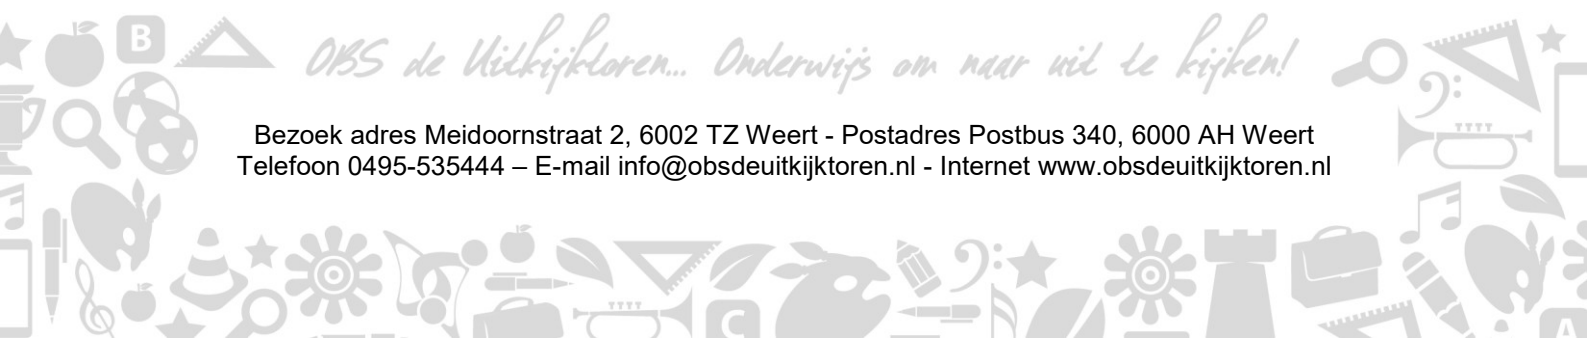 OBS de Uitkijktoren... Onderwijs om naar uit te kijken!
Bezoek adres Meidoornstraat 2, 6002 TZ Weert - Postadres Postbus 340, 6000 AH Weert
Telefoon 0495-535444 – E-mail info@obsdeuitkijktoren.nl - Internet www.obsdeuitkijktoren.nl
B
C
A